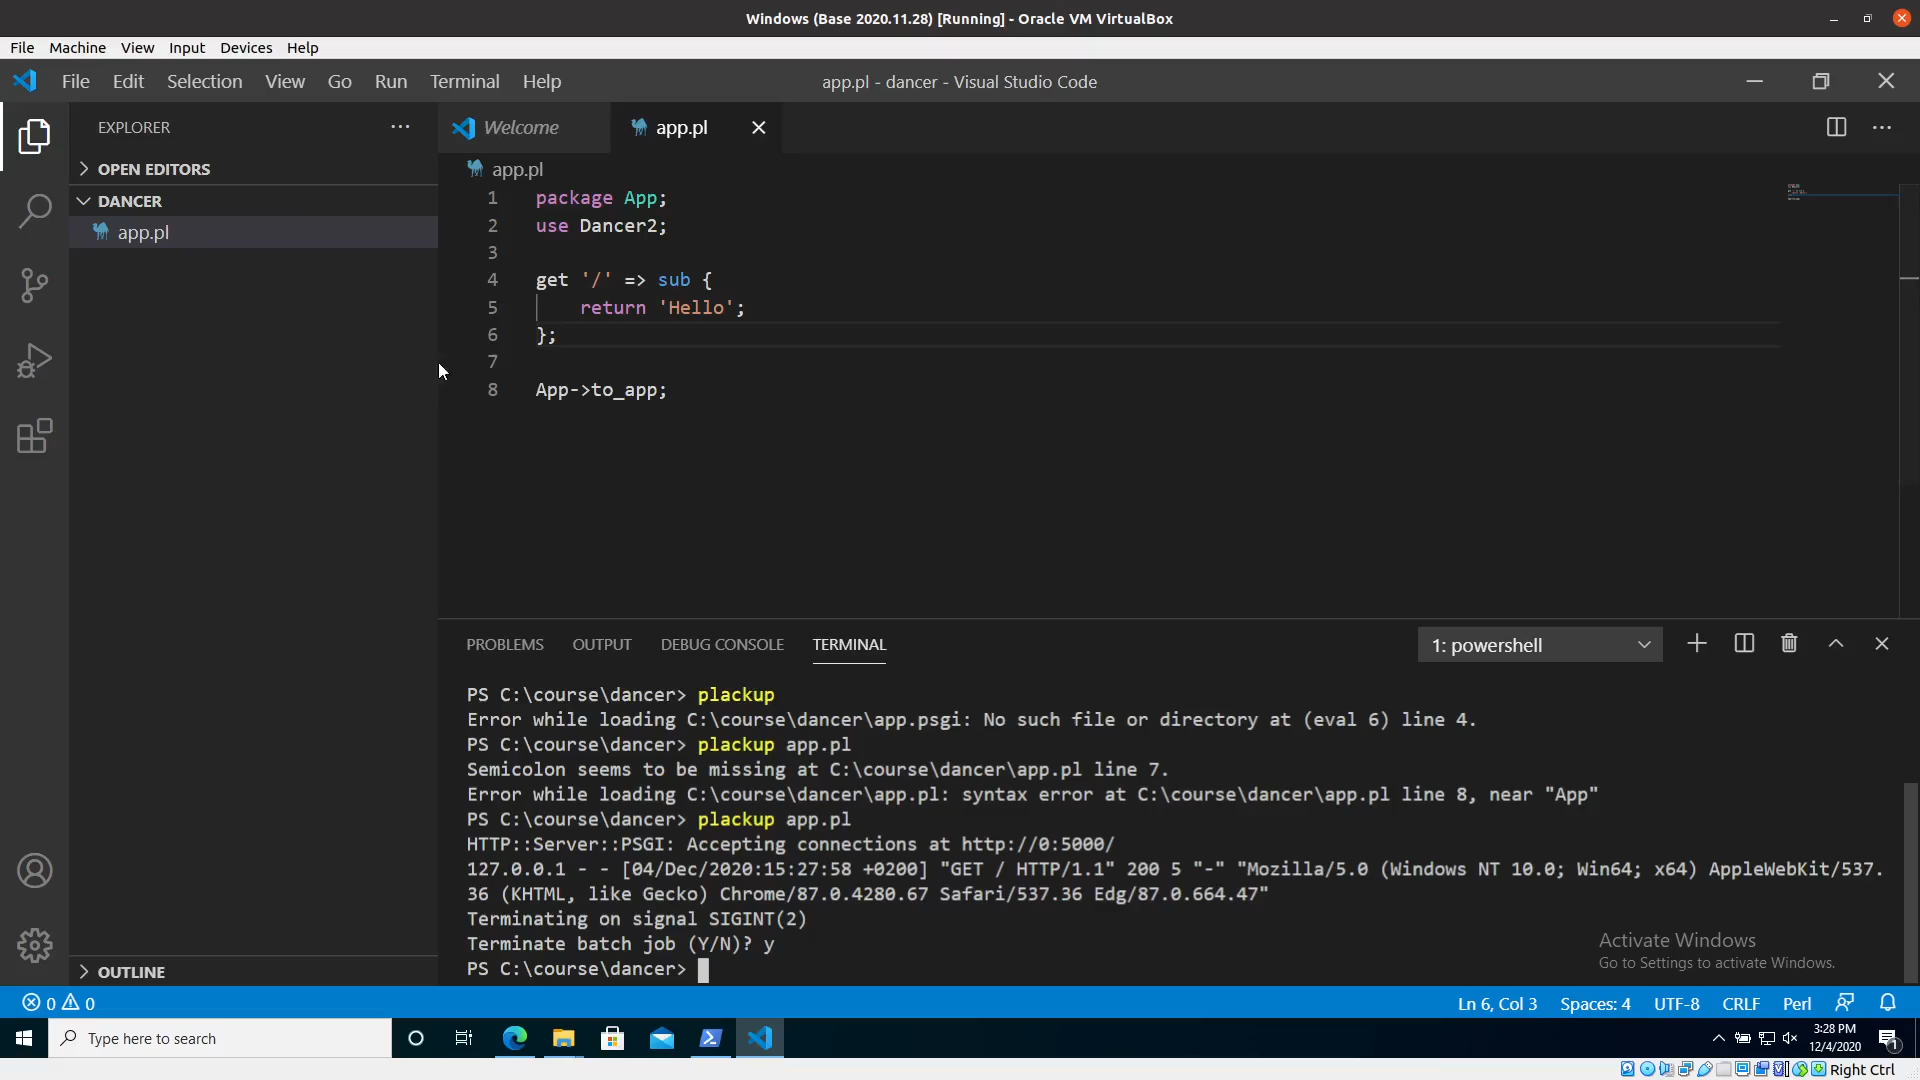 Windows (Base 2020.11.28) [Running] - Oracle VM VirtualBox
File Machine View Input Devices Help
File Edit Selection View Go Run Terminal Help
app.pl - dancer - Visual Studio Code
EXPLORER
OPEN EDITORS
DANCER
app.pl
OUTLINE
Welcome
app.pl
app.pl
1 package App;
2 use Dancer2;
3
4 get '/' => sub {
5 return 'Hello';
6 };
7
8 App->to_app;
PROBLEMS OUTPUT DEBUG CONSOLE TERMINAL
1: powershell
PS C:\course\dancer> plackup
Error while loading C:\course\dancer\app.psgi: No such file or directory at (eval 6) line 4.
PS C:\course\dancer> plackup app.pl
Semicolon seems to be missing at C:\course\dancer\app.pl line 7.
Error while loading C:\course\dancer\app.pl: syntax error at C:\course\dancer\app.pl line 8, near "App"
PS C:\course\dancer> plackup app.pl
HTTP::Server::PSGI: Accepting connections at http://0:5000/
127.0.0.1 - - [04/Dec/2020:15:27:58 +0200] "GET / HTTP/1.1" 200 5 "-" "Mozilla/5.0 (Windows NT 10.0; Win64; x64) AppleWebKit/537.
36 (KHTML, like Gecko) Chrome/87.0.4280.67 Safari/537.36 Edg/87.0.664.47"
Terminating on signal SIGINT(2)
Terminate batch job (Y/N)? y
PS C:\course\dancer>
Activate Windows
Go to Settings to activate Windows.
0 0
Ln 6, Col 3 Spaces: 4 UTF-8 CRLF Perl
Type here to search
3:28 PM
12/4/2020
1
Right Ctrl